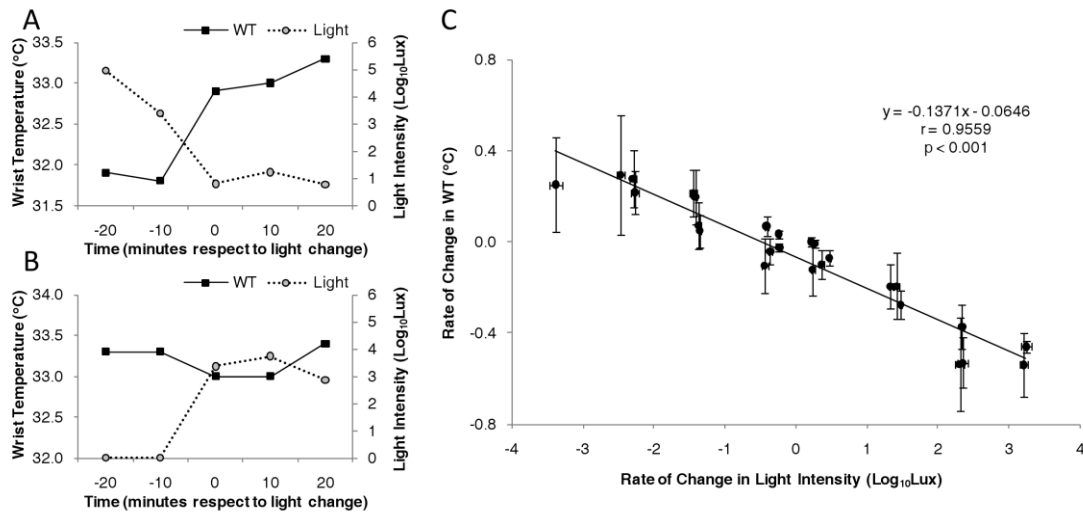 A
WT Light
33.5
33.0
32.5
32.0
31.5
Wrist Temperature (°C)
6
5
4
3
2
1
0
Light Intensity (Log₁₀Lux)
-20 -10 0 10 20
Time (minutes respect to light change)
B
WT Light
34.0
33.5
33.0
32.5
32.0
Wrist Temperature (°C)
6
5
4
3
2
1
0
Light Intensity (Log₁₀Lux)
-20 -10 0 10 20
Time (minutes respect to light change)
C
0.8
0.4
0.0
-0.4
-0.8
Rate of Change in WT (°C)
y = -0.1371x - 0.0646
r = 0.9559
p < 0.001
-4 -3 -2 -1 0 1 2 3 4
Rate of Change in Light Intensity (Log₁₀Lux)